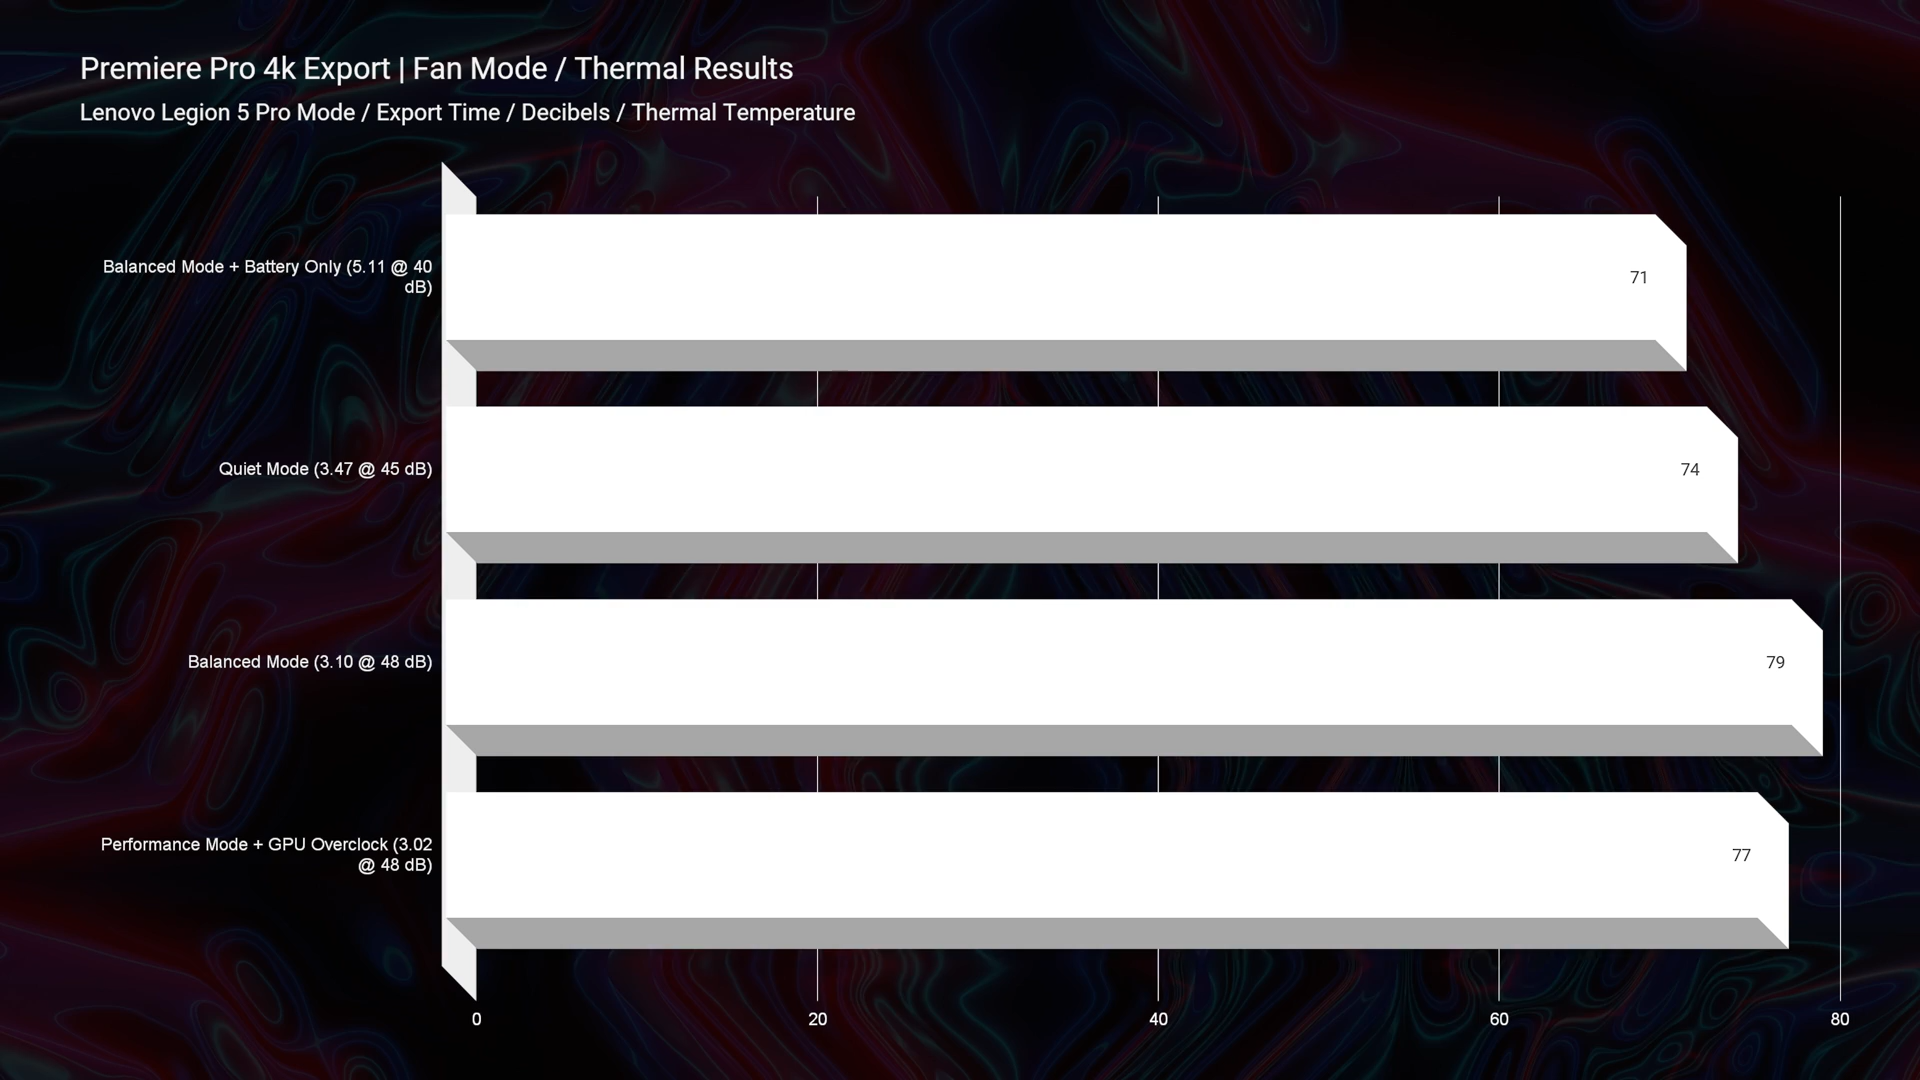 Premiere Pro 4k Export | Fan Mode / Thermal Results
Lenovo Legion 5 Pro Mode / Export Time / Decibels / Thermal Temperature
Balanced Mode + Battery Only (5.11 @ 40
dB)
71
Quiet Mode (3.47 @ 45 dB)
74
Balanced Mode (3.10 @ 48 dB)
79
Performance Mode + GPU Overclock (3.02
@ 48 dB)
77
0
20
40
60
80